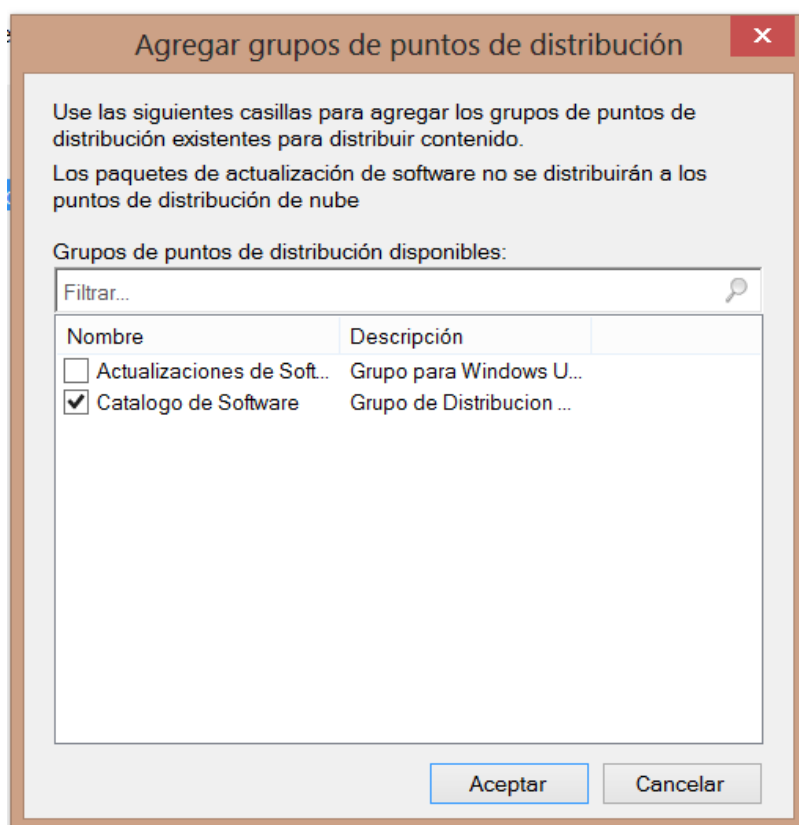 Agregar grupos de puntos de distribución
Use las siguientes casillas para agregar los grupos de puntos de
distribución existentes para distribuir contenido.
Los paquetes de actualización de software no se distribuirán a los
puntos de distribución de nube
Grupos de puntos de distribución disponibles:
Filtrar...
Nombre Descripción
Actualizaciones de Soft... Grupo para Windows U...
Catalogo de Software Grupo de Distribucion ...
Aceptar Cancelar